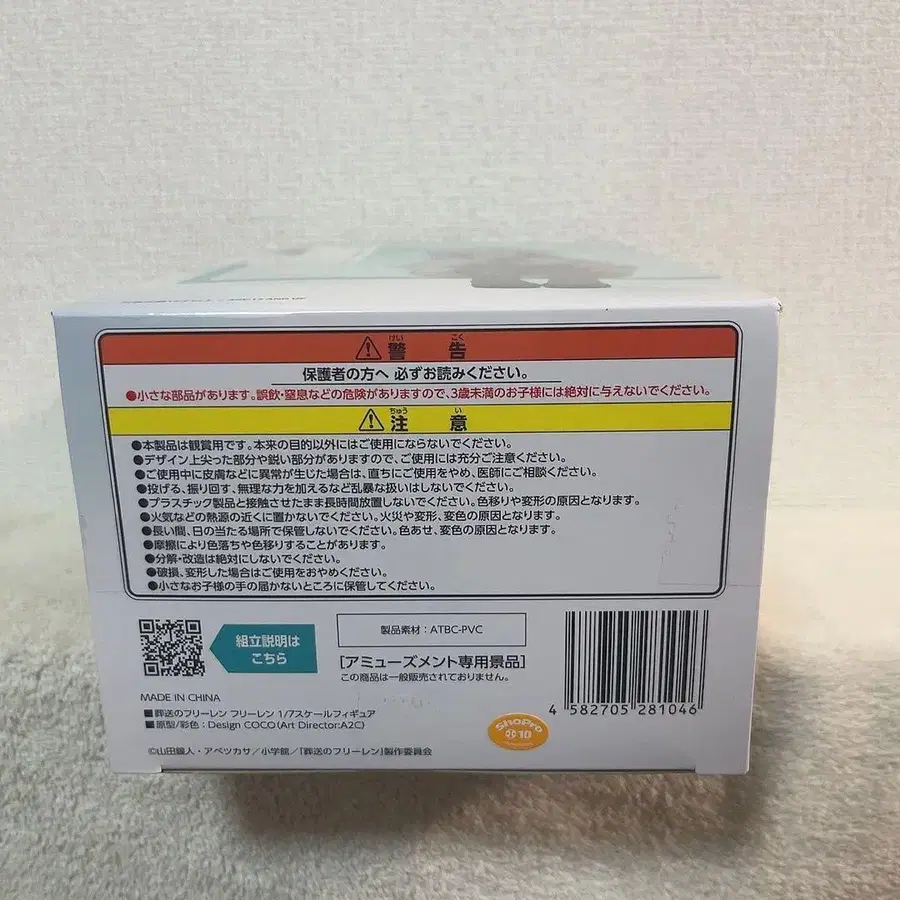 けい こく
⚠警告
保護者の方へ 必ずお読みください。
●小さな部品があります。誤飲・窒息などの危険がありますので、3歳未満のお子様には絶対に与えないでください。
ちゅう い
⚠注意
●本製品は観賞用です。本来の目的以外にはご使用にならないでください。
●デザイン上尖った部分や鋭い部分がありますので、ご使用には充分ご注意ください。
●ご使用中に皮膚などに異常が生じた場合は、直ちにご使用をやめ、医師にご相談ください。
●投げる、振り回す、無理な力を加えるなど乱暴な扱いはしないでください。
●プラスチック製品と接触させたまま長時間放置しないでください。色移りや変形の原因となります。
●火気などの熱源の近くに置かないでください。火災や変形、変色の原因となります。
●長い間、日の当たる場所で保管しないでください。色あせ、変色の原因となります。
●摩擦により色落ちや色移りすることがあります。
●分解・改造は絶対にしないでください。
●破損、変形した場合はご使用をおやめください。
●小さなお子様の手の届かないところに保管してください。
組立説明は
こちら
製品素材：ATBC-PVC
[アミューズメント専用景品]
この商品は一般販売されておりません。
MADE IN CHINA
■葬送のフリーレン フリーレン 1/7スケールフィギュア
■原型/彩色：Design COCO(Art Director:A2C)
©山田鐘人・アベツカサ／小学館／「葬送のフリーレン」製作委員会
ShoPro
10
4 582705 281046